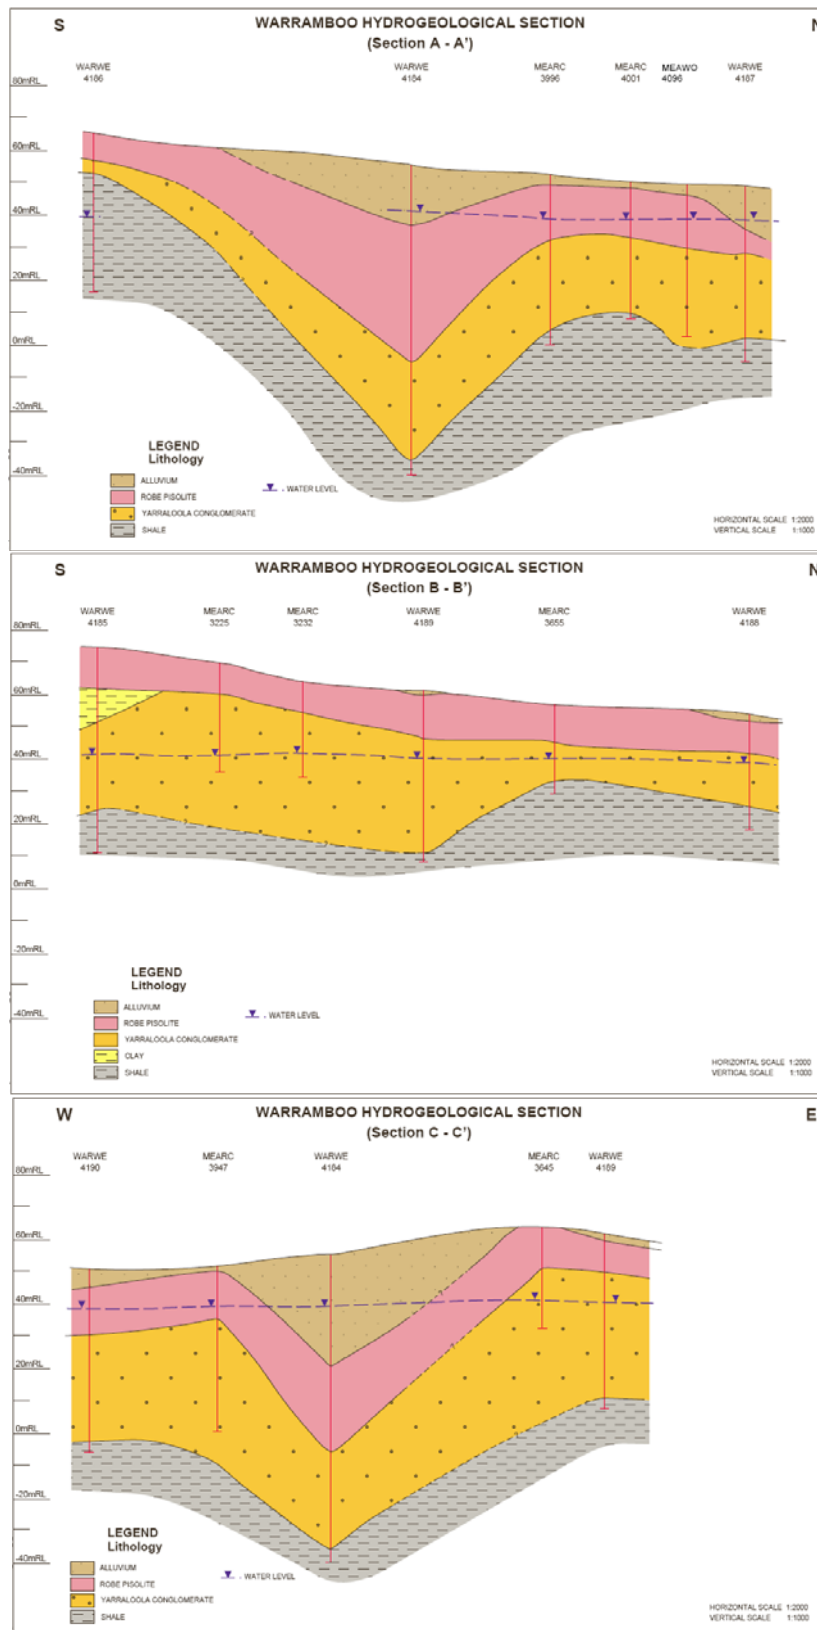 S
WARRAMBOO HYDROGEOLOGICAL SECTION
N
(Section A - A')
WARWE 4186
WARWE 4184
MEARC 3996
MEARC 4001
MEAWO 4096
WARWE 4187
80mRL
60mRL
40mRL
20mRL
0mRL
-20mRL
-40mRL
LEGEND
Lithology
ALLUVIUM
ROBE PISOLITE
YARRALOOLA CONGLOMERATE
SHALE
- WATER LEVEL
HORIZONTAL SCALE 1:2000
VERTICAL SCALE 1:1000
S
WARRAMBOO HYDROGEOLOGICAL SECTION
N
(Section B - B')
WARWE 4185
MEARC 3225
MEARC 3232
WARWE 4189
MEARC 3655
WARWE 4188
80mRL
60mRL
40mRL
20mRL
0mRL
-20mRL
-40mRL
LEGEND
Lithology
ALLUVIUM
ROBE PISOLITE
YARRALOOLA CONGLOMERATE
CLAY
SHALE
- WATER LEVEL
HORIZONTAL SCALE 1:2000
VERTICAL SCALE 1:1000
W
WARRAMBOO HYDROGEOLOGICAL SECTION
E
(Section C - C')
WARWE 4190
MEARC 3947
WARWE 4184
MEARC 3645
WARWE 4189
80mRL
60mRL
40mRL
20mRL
0mRL
-20mRL
-40mRL
LEGEND
Lithology
ALLUVIUM
ROBE PISOLITE
YARRALOOLA CONGLOMERATE
SHALE
- WATER LEVEL
HORIZONTAL SCALE 1:2000
VERTICAL SCALE 1:1000